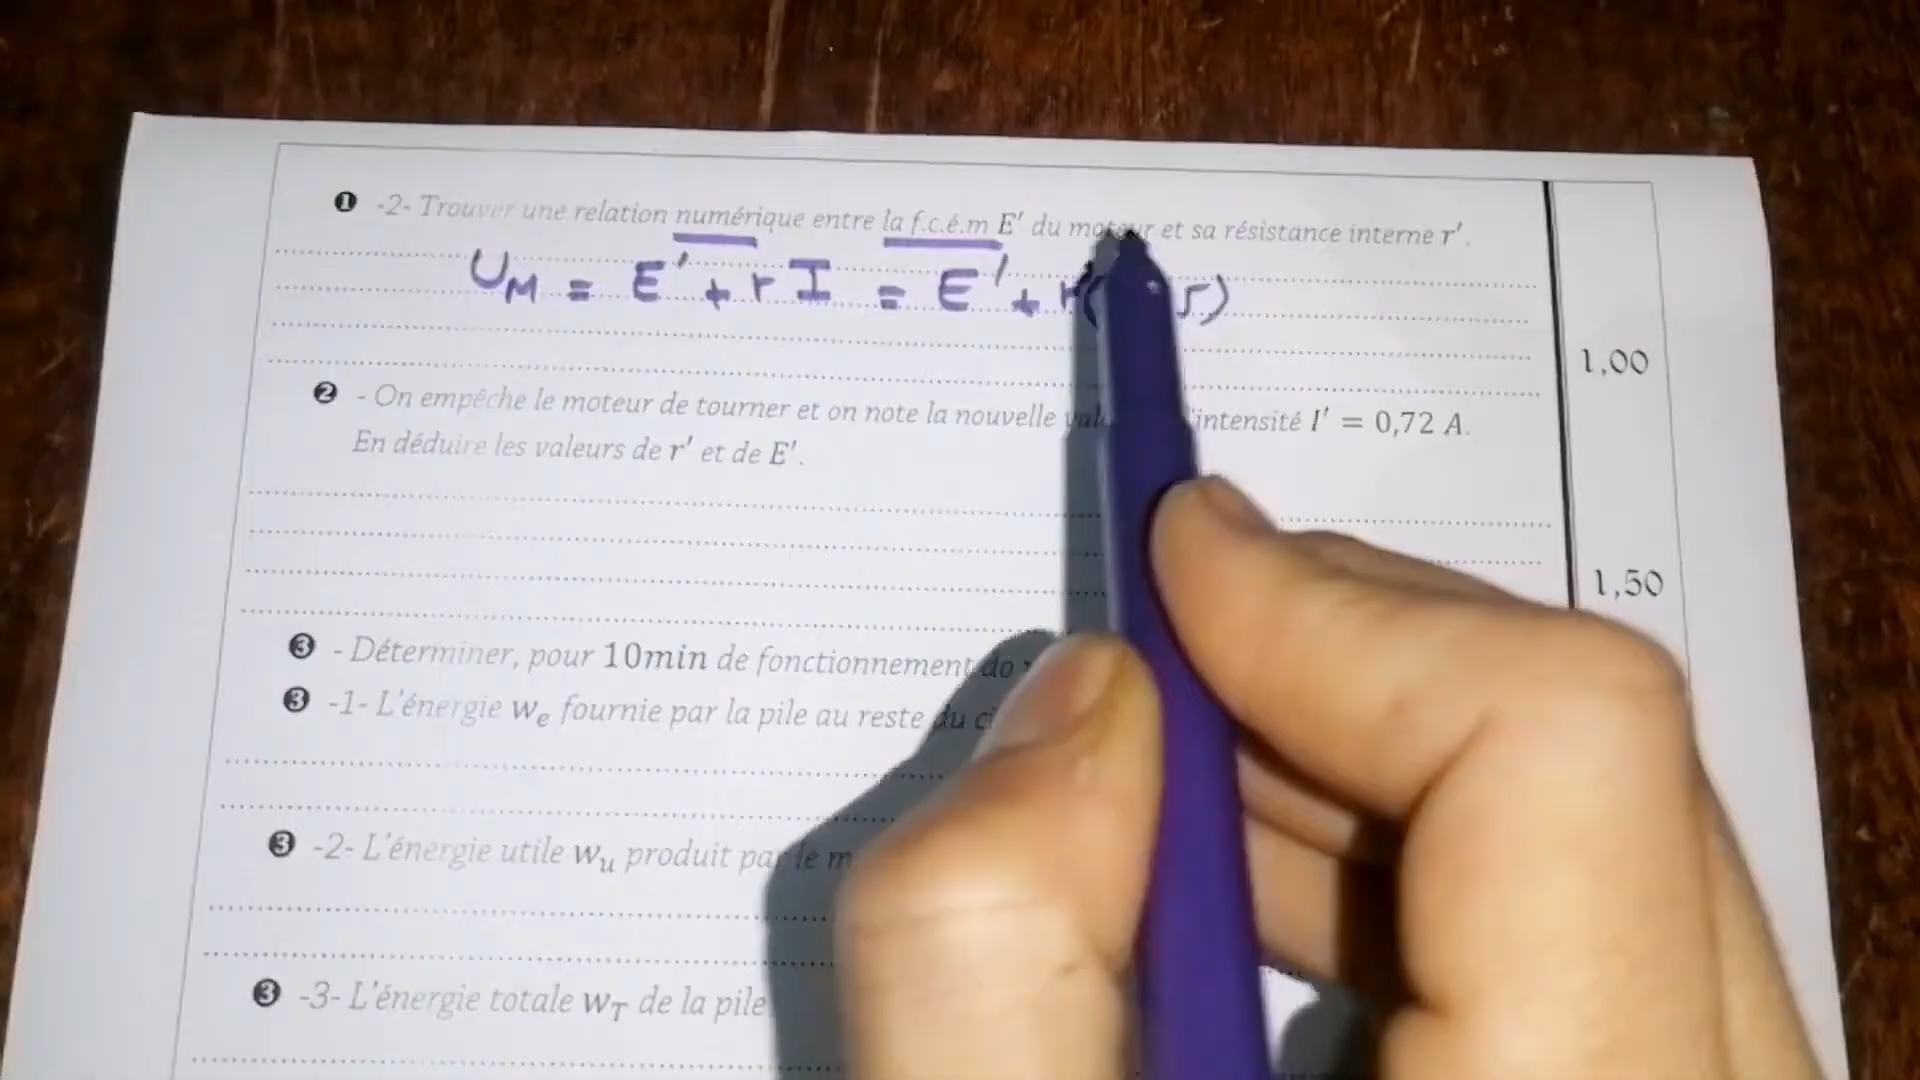 ❶ -2- Trouver une relation numérique entre la f.c.é.m E' du moteur et sa résistance interne r'.
U_M = E' + r I = E' + r(
1,00
❷ - On empêche le moteur de tourner et on note la nouvelle intensité I' = 0,72 A.
En déduire les valeurs de r' et de E'.
1,50
❸ - Déterminer, pour 10min de fonctionnement
❸ -1- L'énergie w_e fournie par la pile au reste du
❸ -2- L'énergie utile w_u produit par le
❸ -3- L'énergie totale w_T de la pile